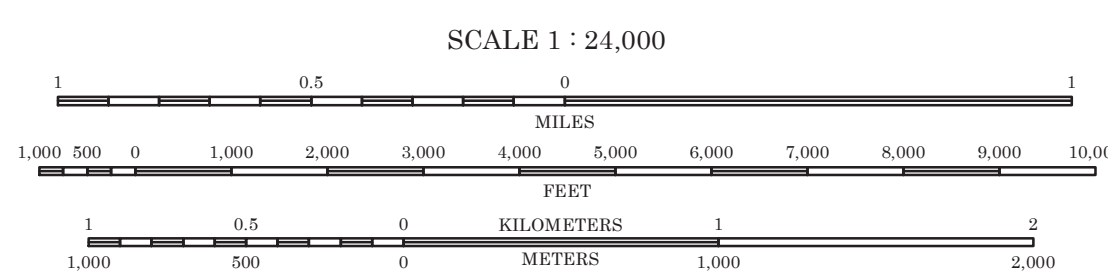 SCALE 1 : 24,000
1 0.5 0 1
MILES
1,000 500 0 1,000 2,000 3,000 4,000 5,000 6,000 7,000 8,000 9,000 10,00
FEET
1 0.5 0 KILOMETERS 1 2
1,000 500 0 METERS 1,000 2,000